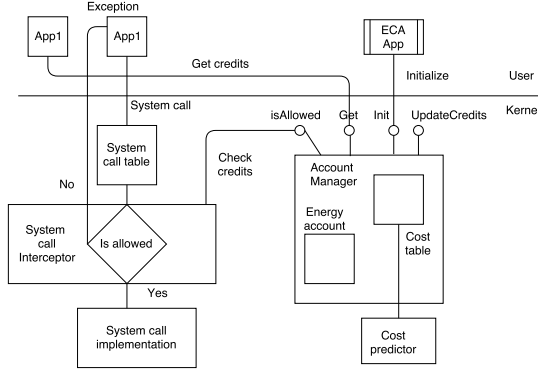 Exception
App1
App1
ECA
App
Get credits
Initialize
User
System call
isAllowed
Get
Init
UpdateCredits
Kerne
System
call table
Check
credits
Account
Manager
No
Energy
account
Cost
table
System
call
Interceptor
Is allowed
Yes
System call
implementation
Cost
predictor